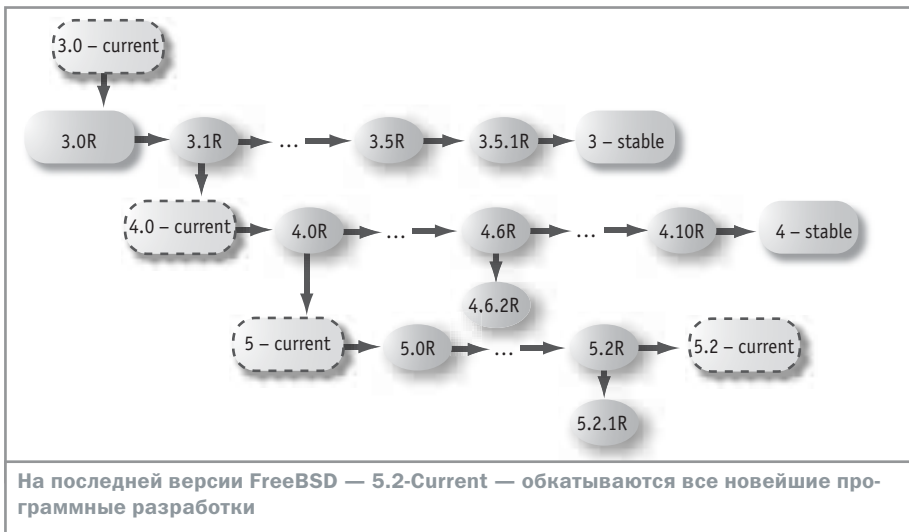 3.0 – current
3.0R
3.1R
...
3.5R
3.5.1R
3 – stable
4.0 – current
4.0R
...
4.6R
...
4.10R
4 – stable
4.6.2R
5 – current
5.0R
...
5.2R
5.2 – current
5.2.1R
На последней версии FreeBSD — 5.2-Current — обкатываются все новейшие про-
граммные разработки